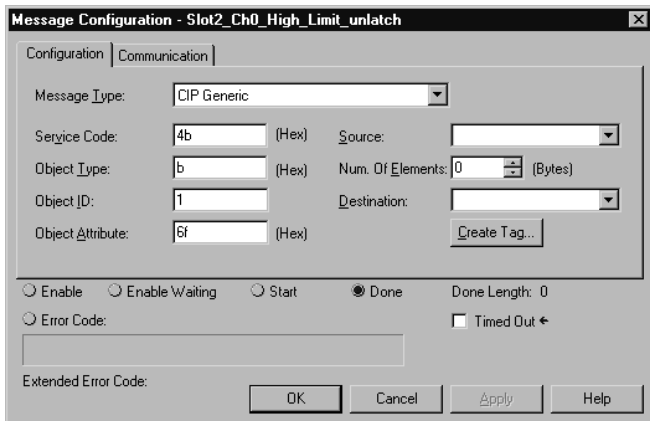 Message Configuration - Slot2_Ch0_High_Limit_unlatch
Configuration Communication
Message Type: CIP Generic
Service Code: 4b (Hex) Source:
Object Type: b (Hex) Num. Of Elements: 0 (Bytes)
Object ID: 1 Destination:
Object Attribute: 6f (Hex) Create Tag...
Enable Enable Waiting Start Done Done Length: 0
Error Code: Timed Out ←
Extended Error Code:
OK Cancel Apply Help